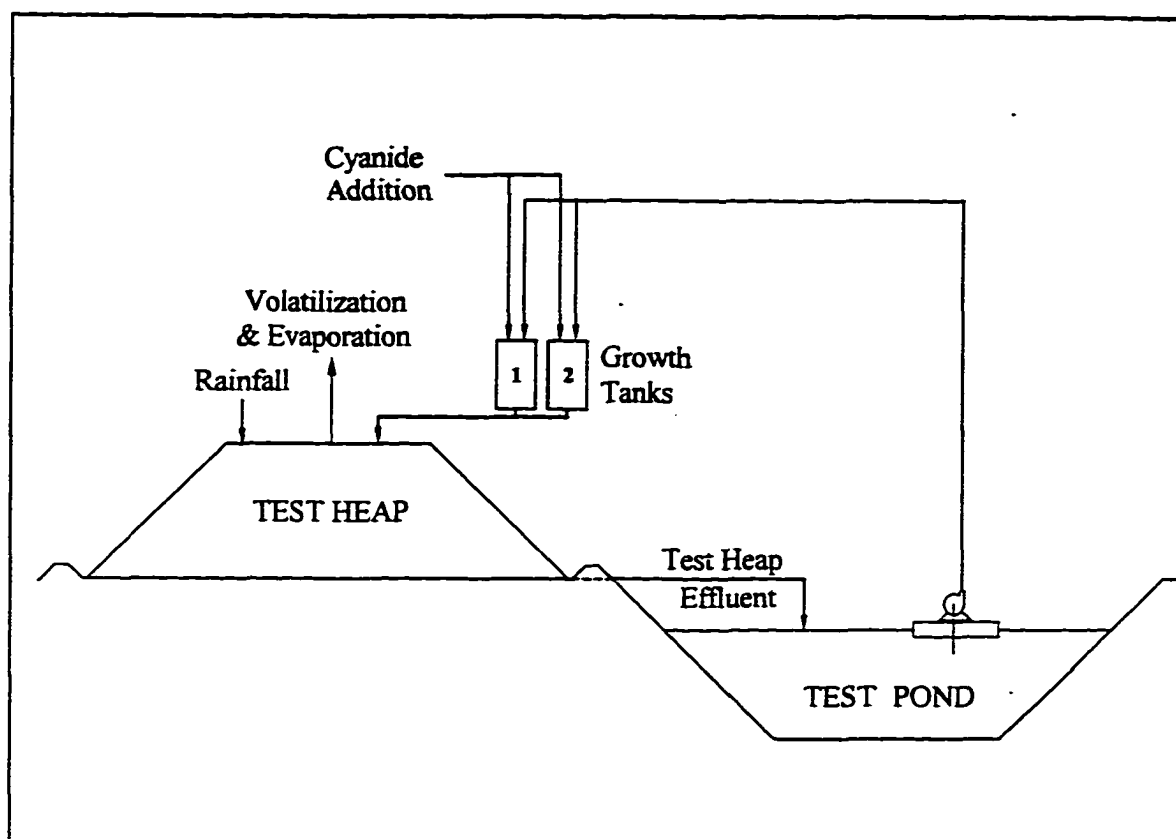 Cyanide
Addition
Volatilization
& Evaporation
Rainfall
1
2
Growth
Tanks
TEST HEAP
Test Heap
Effluent
TEST POND